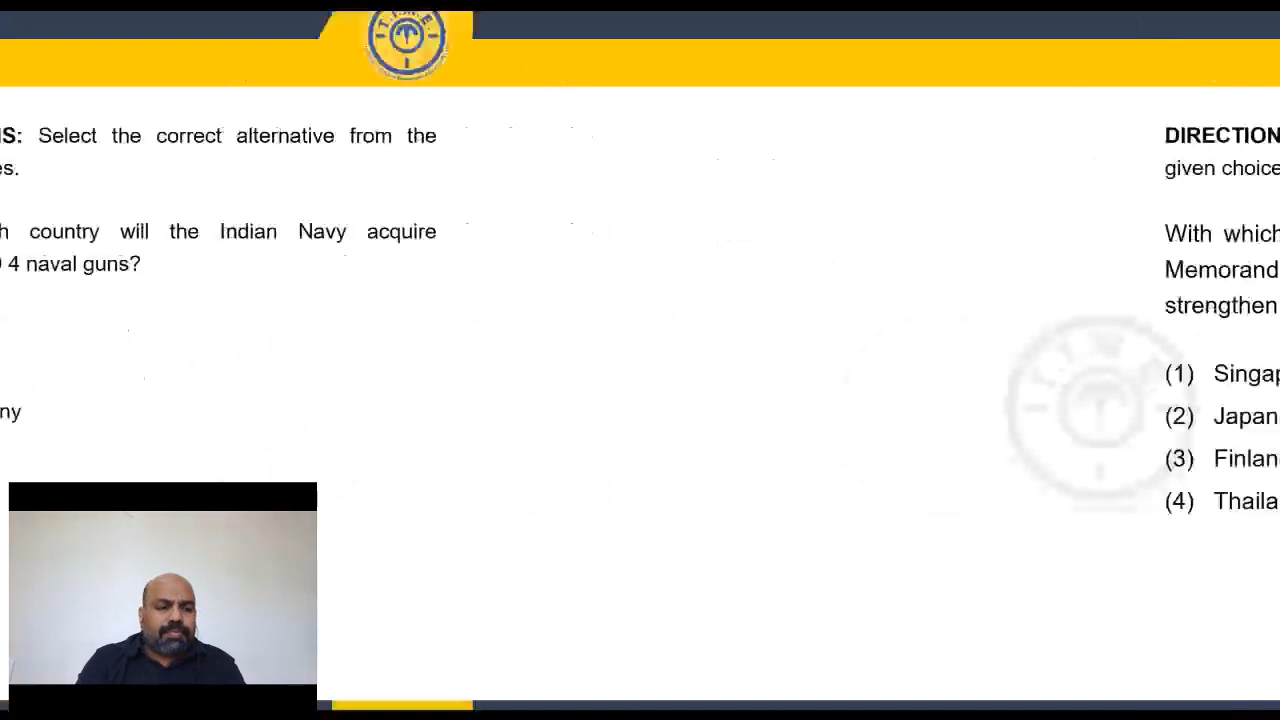 T.I.M.E.
IS: Select the correct alternative from the
es.
h country will the Indian Navy acquire
4 naval guns?
ny
DIRECTION
given choice
With which
Memorand
strengthen
(1) Singap
(2) Japan
(3) Finlan
(4) Thaila